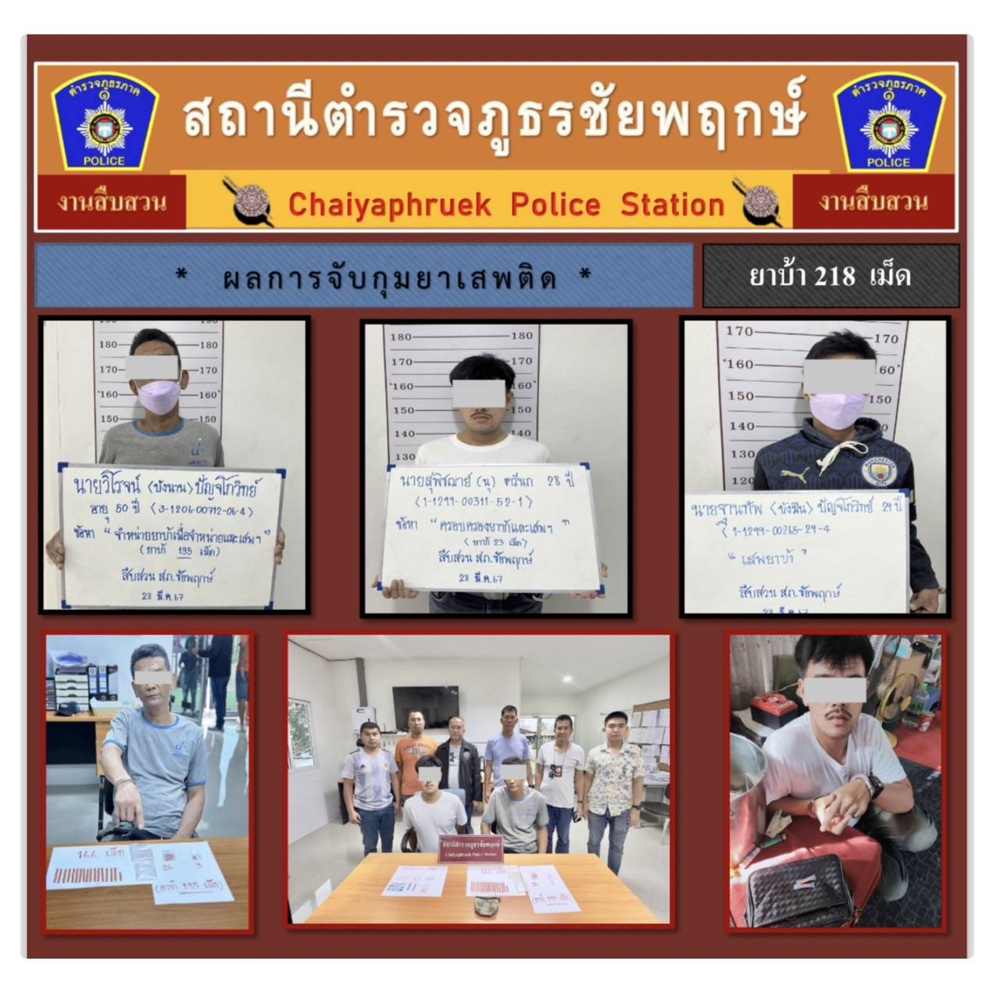 ตำรวจภูธรภาค
๑
POLICE
สถานีตำรวจภูธรชัยพฤกษ์
ตำรวจภูธรภาค
๑
POLICE
งานสืบสวน
Chaiyaphruek Police Station
งานสืบสวน
* ผลการจับกุมยาเสพติด *
ยาบ้า 218 เม็ด
180 180
170 170
160 160
150 150
นายวิโรจน์ (บังนาน) ปัญจโกวิทย์
อายุ 50 ปี (3-1206-00712-06-4)
ข้อหา " จำหน่ายยาบ้าเพื่อจำหน่ายและเสพฯ "
(ยาบ้า 195 เม็ด)
สืบสวน สภ.ชัยพฤกษ์
28 มี.ค.67
180 180
170 170
160 160
150 150
140 140
130
นายสุพิชฌาย์ (นุ) 28 ปี
(1-1299-00311-52-1)
ข้อหา " ครอบครองยาบ้าและเสพฯ "
(ยาบ้า 23 เม็ด)
สืบสวน สภ.ชัยพฤกษ์
28 มี.ค.67
170 170
160 60
150 150
140
130
120
MANCHESTER
CITY
นายฐานทัพ (บังมีน) ปัญจโกวิทย์ 29 ปี
(1-1299-00265-29-4
" เสพยาบ้า "
สืบสวน สภ.ชัยพฤกษ์
28 มี.ค.67
(ยาบ้า 195 เม็ด)
สถานีตำรวจภูธรชัยพฤกษ์
Chaiyaphruek Police Station